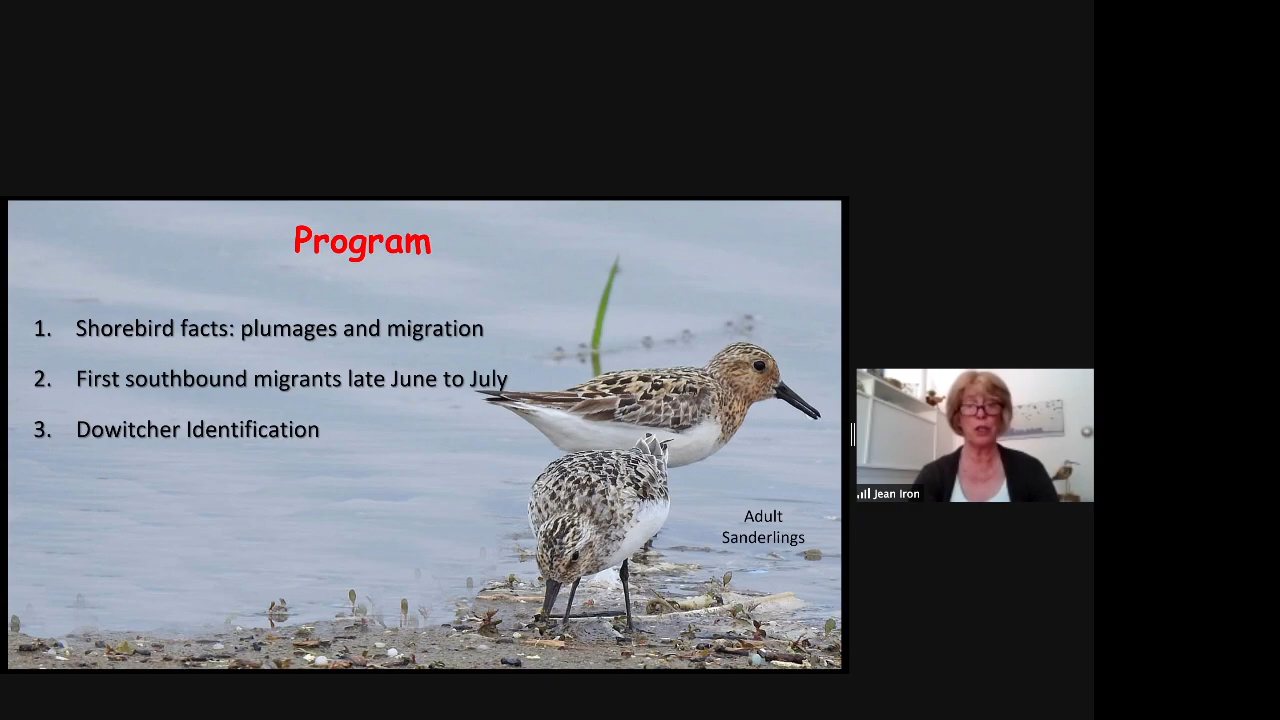 Program
1. Shorebird facts: plumages and migration
2. First southbound migrants late June to July
3. Dowitcher Identification
Adult
Sanderlings
Jean Iron